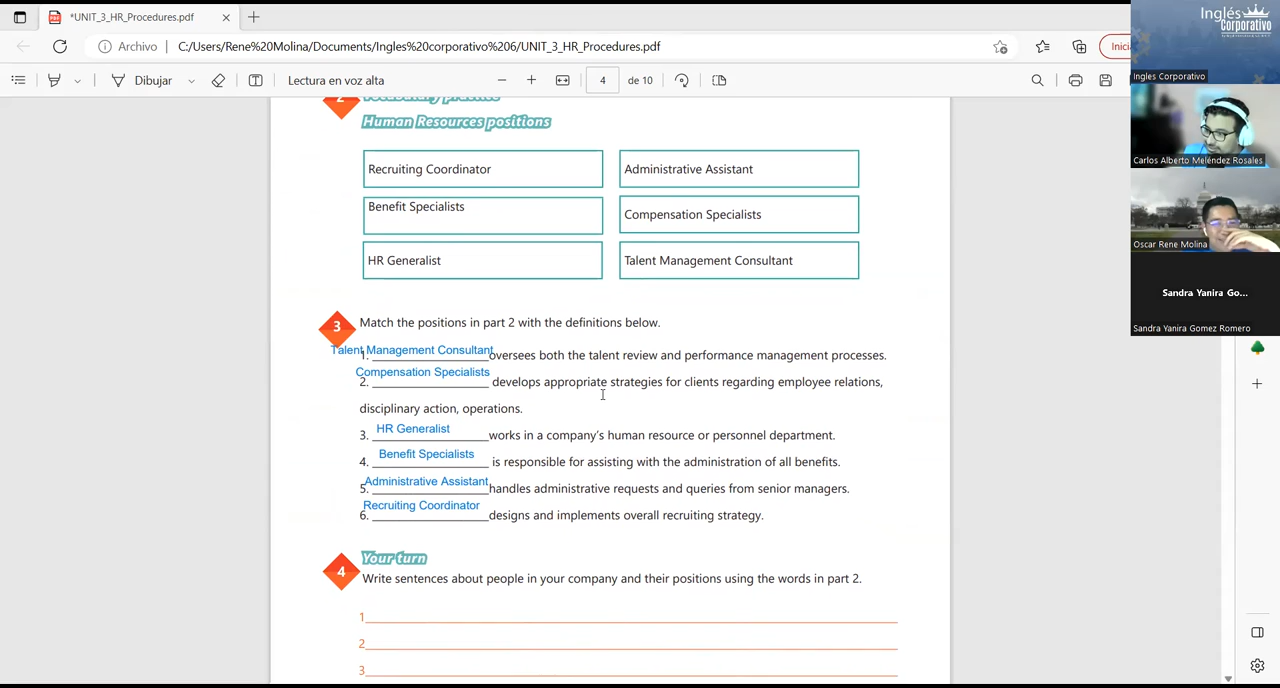 *UNIT_3_HR_Procedures.pdf
Archivo
C:/Users/Rene%20Molina/Documents/Ingles%20corporativo%206/UNIT_3_HR_Procedures.pdf
Inglés
Corporativo
Ingles Corporativo
Dibujar
Lectura en voz alta
4
de 10
2
Vocabulary practice
Human Resources positions
Recruiting Coordinator
Administrative Assistant
Benefit Specialists
Compensation Specialists
HR Generalist
Talent Management Consultant
3
Match the positions in part 2 with the definitions below.
1. Talent Management Consultant oversees both the talent review and performance management processes.
2. Compensation Specialists develops appropriate strategies for clients regarding employee relations,
disciplinary action, operations.
3. HR Generalist works in a company's human resource or personnel department.
4. Benefit Specialists is responsible for assisting with the administration of all benefits.
5. Administrative Assistant handles administrative requests and queries from senior managers.
6. Recruiting Coordinator designs and implements overall recruiting strategy.
4
Your turn
Write sentences about people in your company and their positions using the words in part 2.
1
2
3
Carlos Alberto Meléndez Rosales
Oscar Rene Molina
Sandra Yanira Go...
Sandra Yanira Gomez Romero